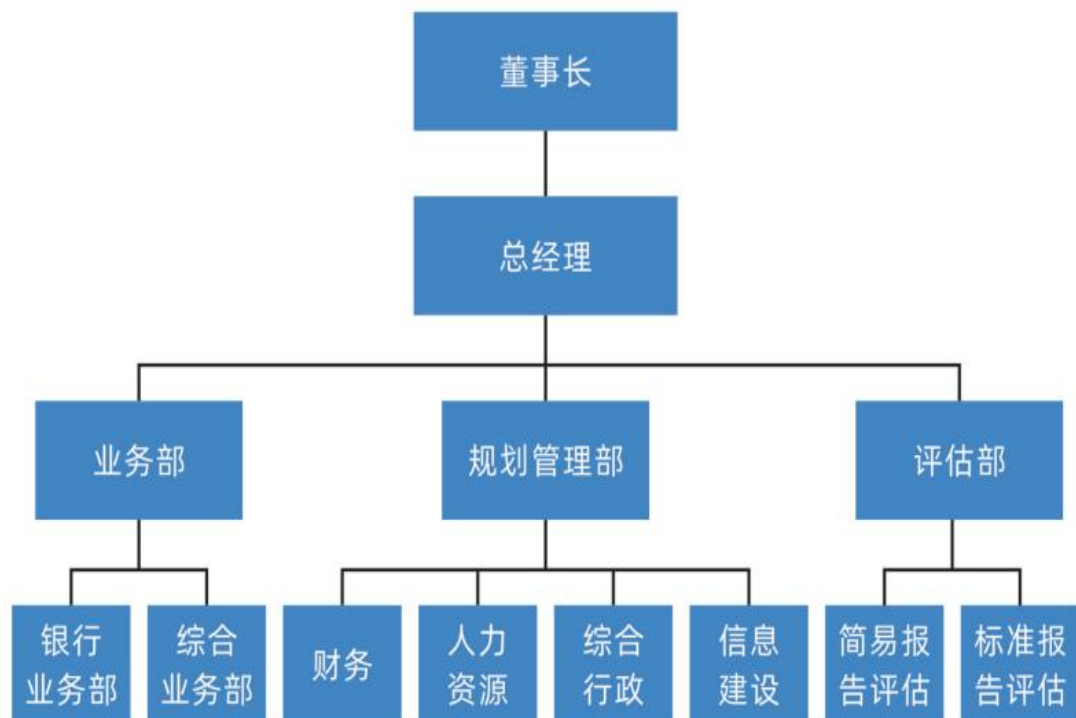 董事长
总经理
业务部
规划管理部
评估部
银行
业务部
综合
业务部
财务
人力
资源
综合
行政
信息
建设
简易报
告评估
标准报
告评估